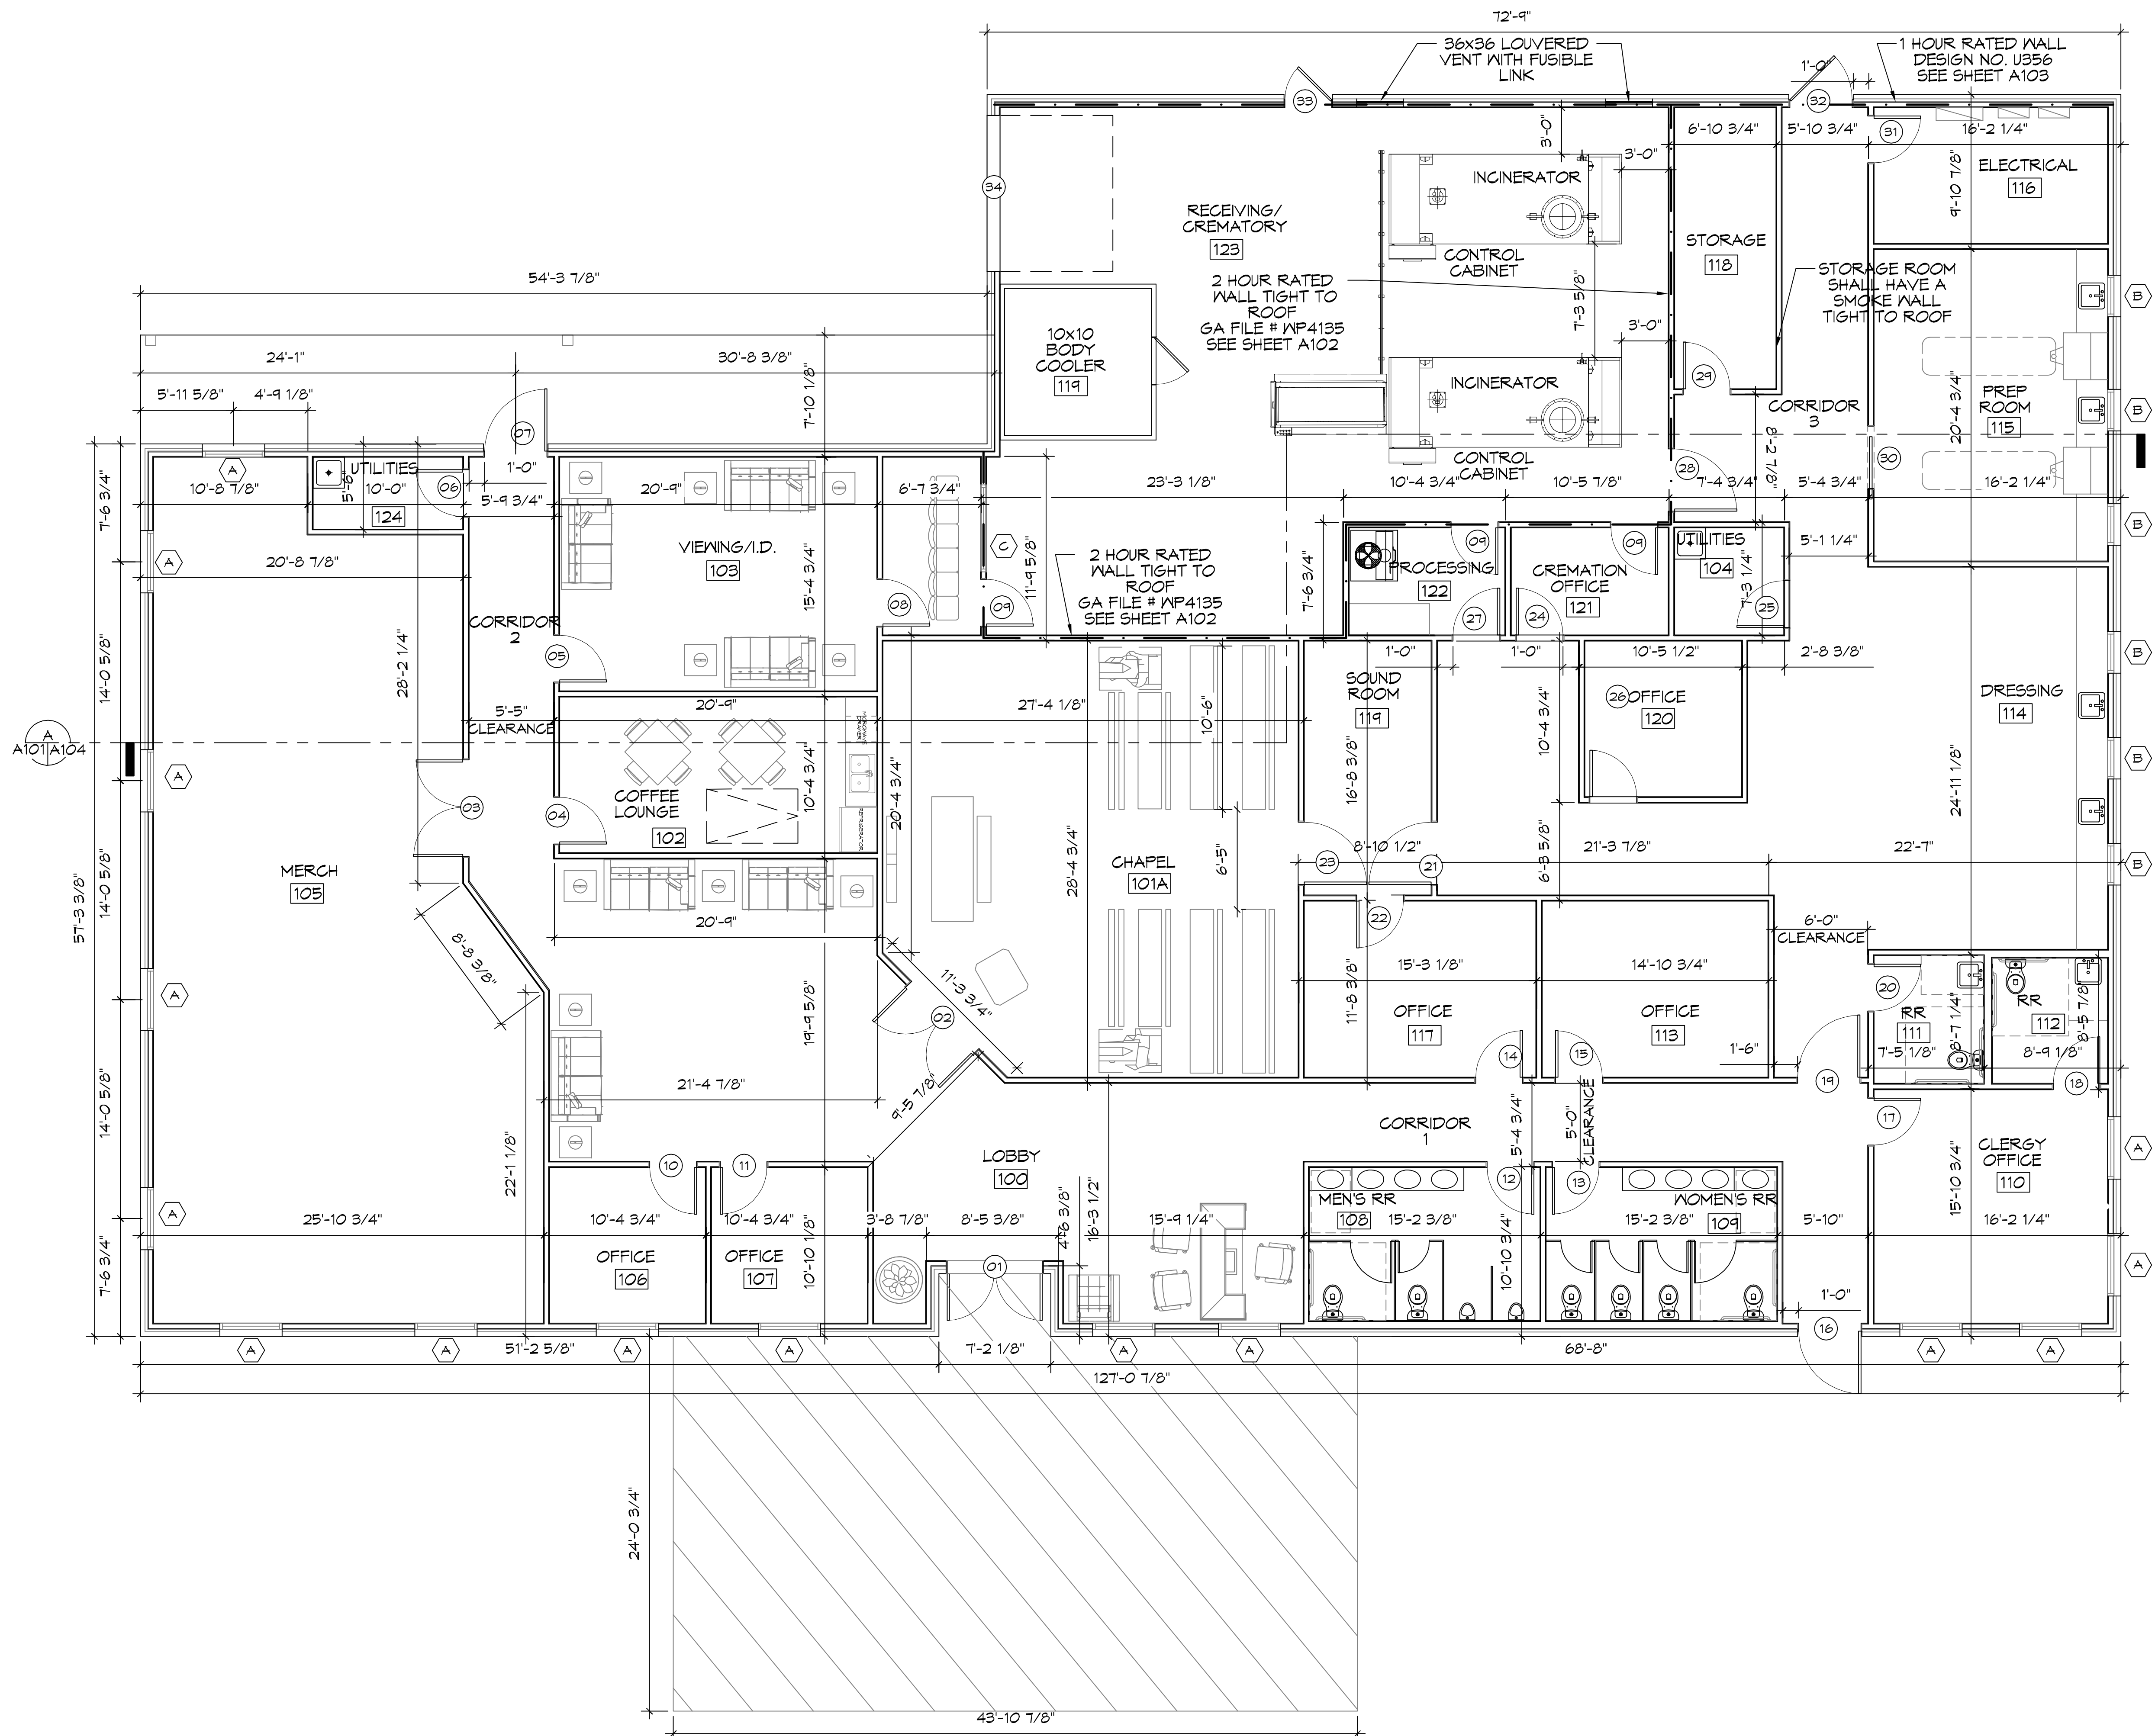 72'-9"
36x36 LOUVERED
VENT WITH FUSIBLE
LINK
1 HOUR RATED WALL
DESIGN NO. U356
SEE SHEET A103
1'-0"
33
32
31
3'-0"
6'-10 3/4"
5'-10 3/4"
16'-2 1/4"
3'-0"
ELECTRICAL
116
9'-10 7/8"
34
INCINERATOR
RECEIVING/
CREMATORY
123
STORAGE
118
CONTROL
CABINET
2 HOUR RATED
WALL TIGHT TO
ROOF
GA FILE # WP4135
SEE SHEET A102
STORAGE ROOM
SHALL HAVE A
SMOKE WALL
TIGHT TO ROOF
54'-3 7/8"
7'-3 5/8"
3'-0"
B
10x10
BODY
COOLER
119
24'-1"
30'-8 3/8"
7'-10 1/8"
INCINERATOR
29
PREP
ROOM
115
20'-4 3/4"
B
5'-11 5/8"
4'-9 1/8"
CORRIDOR
3
07
8'-2 7/8"
30
CONTROL
CABINET
28
A
UTILITIES
5'-6"
1'-0"
06
10'-8 7/8"
10'-0"
5'-9 3/4"
20'-9"
6'-7 3/4"
23'-3 1/8"
10'-4 3/4"
10'-5 7/8"
7'-4 3/4"
5'-4 3/4"
16'-2 1/4"
124
7'-6 3/4"
B
A
20'-8 7/8"
VIEWING/I.D.
103
15'-4 3/4"
C
11'-9 5/8"
2 HOUR RATED
WALL TIGHT TO
ROOF
GA FILE # WP4135
SEE SHEET A102
7'-6 3/4"
09
PROCESSING
122
09
CREMATION
OFFICE
121
UTILITIES
104
7'-3 1/4"
5'-1 1/4"
08
09
27
24
25
CORRIDOR
2
28'-2 1/4"
14'-0 5/8"
05
1'-0"
1'-0"
10'-5 1/2"
2'-8 3/8"
B
SOUND
ROOM
119
26
OFFICE
120
DRESSING
114
5'-5"
CLEARANCE
20'-9"
27'-4 1/8"
10'-6"
16'-8 3/8"
10'-4 3/4"
A
A101
A104
MICROWAVE
DRAWER
10'-4 3/4"
20'-4 3/4"
24'-11 1/8"
B
A
03
04
COFFEE
LOUNGE
102
REFRIGERATOR
6'-5"
8'-10 1/2"
21'-3 7/8"
22'-7"
23
21
6'-3 5/8"
B
MERCH
105
CHAPEL
101A
28'-4 3/4"
57'-3 3/8"
14'-0 5/8"
20'-9"
22
6'-0"
CLEARANCE
8'-8 3/8"
11'-3 3/4"
15'-3 1/8"
14'-10 3/4"
11'-8 3/8"
A
20
RR
111
RR
112
8'-7 1/4"
8'-5 7/8"
OFFICE
117
OFFICE
113
19'-9 5/8"
02
14
15
1'-6"
7'-5 1/8"
8'-9 1/8"
19
18
21'-4 7/8"
9'-5 7/8"
17
14'-0 5/8"
CORRIDOR
1
5'-4 3/4"
5'-0"
CLEARANCE
CLERGY
OFFICE
110
A
22'-1 1/8"
10
11
LOBBY
100
12
13
15'-10 3/4"
MEN'S RR
108
WOMEN'S RR
109
A
25'-10 3/4"
10'-4 3/4"
10'-4 3/4"
3'-8 7/8"
8'-5 3/8"
4'-6 3/8"
16'-3 1/2"
15'-9 1/4"
15'-2 3/8"
15'-2 3/8"
5'-10"
16'-2 1/4"
7'-6 3/4"
OFFICE
106
OFFICE
107
10'-10 1/8"
01
10'-10 3/4"
A
1'-0"
16
A
A
51'-2 5/8"
A
A
7'-2 1/8"
A
A
68'-8"
A
A
127'-0 7/8"
24'-0 3/4"
43'-10 7/8"